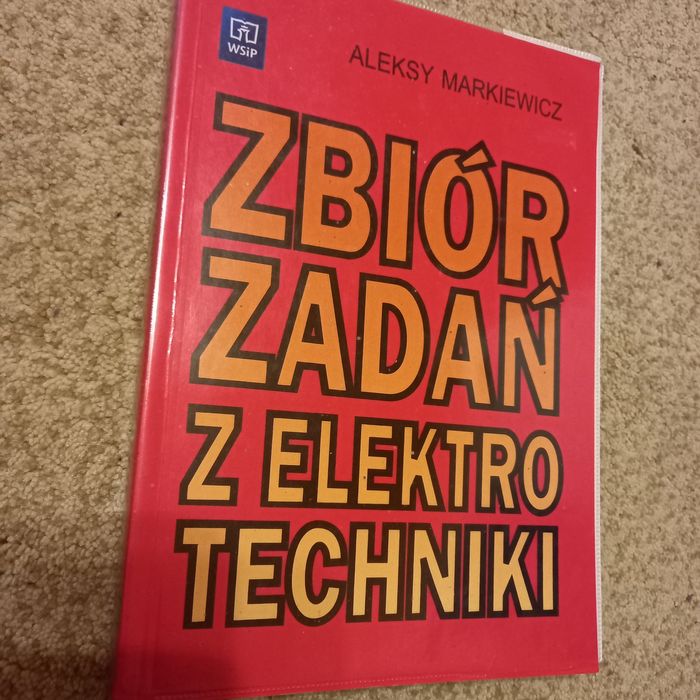 WSiP
ALEKSY MARKIEWICZ
ZBIÓR
ZADAŃ
Z ELEKTRO
TECHNIKI